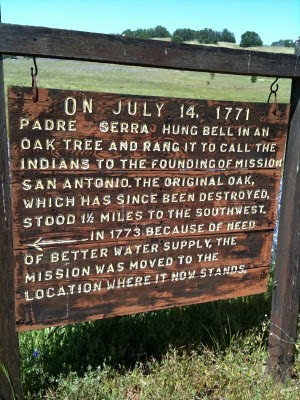 ON JULY 14, 1771
PADRE SERRA HUNG BELL IN AN
OAK TREE AND RANG IT TO CALL THE
INDIANS TO THE FOUNDING OF MISSION
SAN ANTONIO. THE ORIGINAL OAK,
WHICH HAS SINCE BEEN DESTROYED,
STOOD 1½ MILES TO THE SOUTHWEST.
IN 1773 BECAUSE OF NEED
OF BETTER WATER SUPPLY, THE
MISSION WAS MOVED TO THE
LOCATION WHERE IT NOW STANDS.